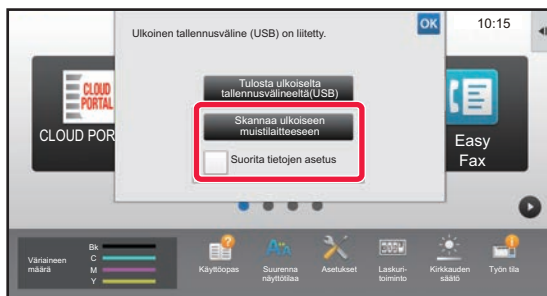 Ulkoinen tallennusväline (USB) on liitetty.
OK
10:15
Tulosta ulkoiselta
tallennusvälineeltä(USB)
Skannaa ulkoiseen
muistilaitteeseen
Suorita tietojen asetus
CLOUD
PORTAL
CLOUD POR
Easy
Fax
Väriaineen
määrä
Bk
C
M
Y
Käyttöopas
Suurenna
näyttötilaa
Asetukset
Laskuri-
toiminto
Kirkkauden
säätö
Työn tila